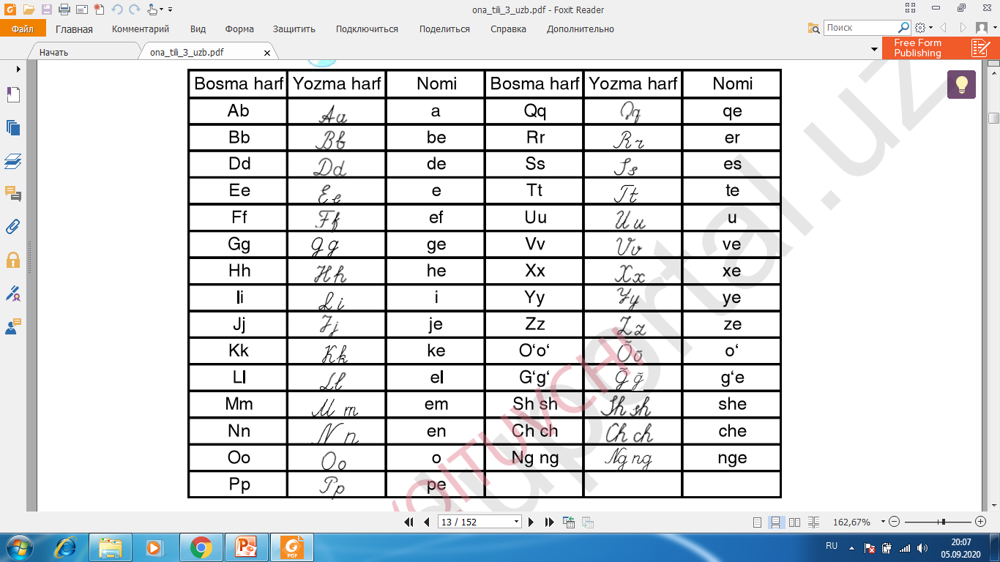 ona_tili_3_uzb.pdf - Foxit Reader
Файл Главная Комментарий Вид Форма Защитить Подключиться Поделиться Справка Дополнительно Поиск
Начать ona_tili_3_uzb.pdf Free Form
Publishing
Bosma harf Yozma harf Nomi Bosma harf Yozma harf Nomi
Ab Aa a Qq Qq qe
Bb Bb be Rr Rr er
Dd Dd de Ss Ss es
Ee Ee e Tt Tt te
Ff Ff ef Uu Uu u
Gg Gg ge Vv Vv ve
Hh Hh he Xx Xx xe
Ii Ii i Yy Yy ye
Jj Jj je Zz Zz ze
Kk Kk ke O‘o‘ Õõ o‘
Ll Ll el G‘g‘ G̃g̃ g‘e
Mm Mm em Sh sh Sh sh she
Nn Nn en Ch ch Ch ch che
Oo Oo o Ng ng Ng ng nge
Pp Pp pe
13 / 152 162,67%
RU 20:07
05.09.2020